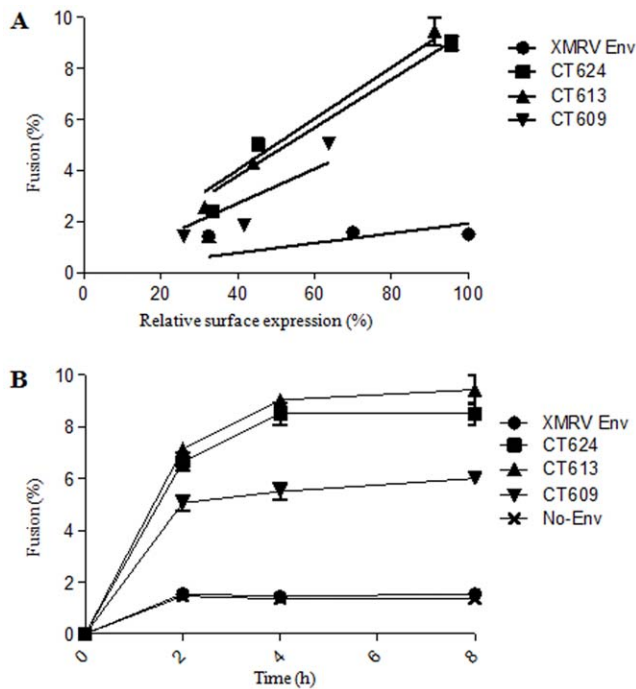 A
10
8
6
4
2
0
Fusion (%)
0 20 40 60 80 100
Relative surface expression (%)
XMRV Env
CT624
CT613
CT609
B
10
8
6
4
2
0
Fusion (%)
0 2 4 6 8
Time (h)
XMRV Env
CT624
CT613
CT609
No-Env